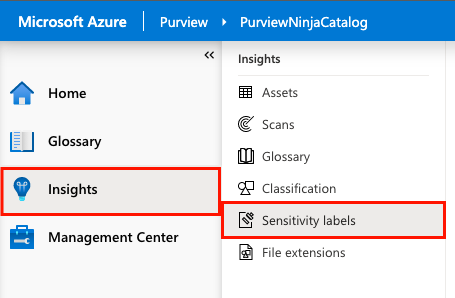 Microsoft Azure Purview PurviewNinjaCatalog
Home
Glossary
Insights
Management Center
Insights
Assets
Scans
Glossary
Classification
Sensitivity labels
File extensions